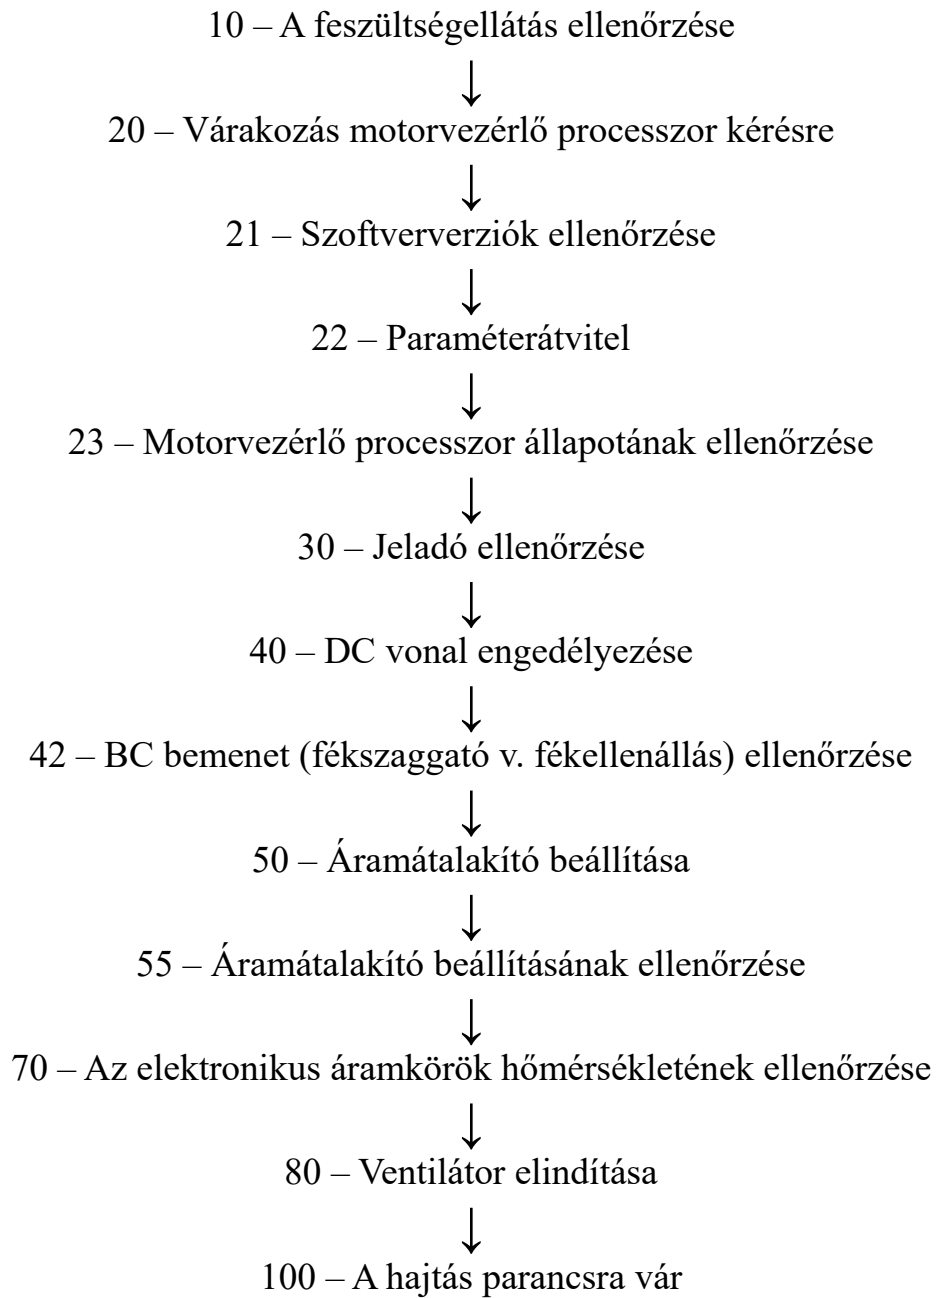 10 – A feszültségellátás ellenőrzése
↓
20 – Várakozás motorvezérlő processzor kérésre
↓
21 – Szoftververziók ellenőrzése
↓
22 – Paraméterátvitel
↓
23 – Motorvezérlő processzor állapotának ellenőrzése
↓
30 – Jeladó ellenőrzése
↓
40 – DC vonal engedélyezése
↓
42 – BC bemenet (fékszaggató v. fékellenállás) ellenőrzése
↓
50 – Áramátalakító beállítása
↓
55 – Áramátalakító beállításának ellenőrzése
↓
70 – Az elektronikus áramkörök hőmérsékletének ellenőrzése
↓
80 – Ventilátor elindítása
↓
100 – A hajtás parancsra vár